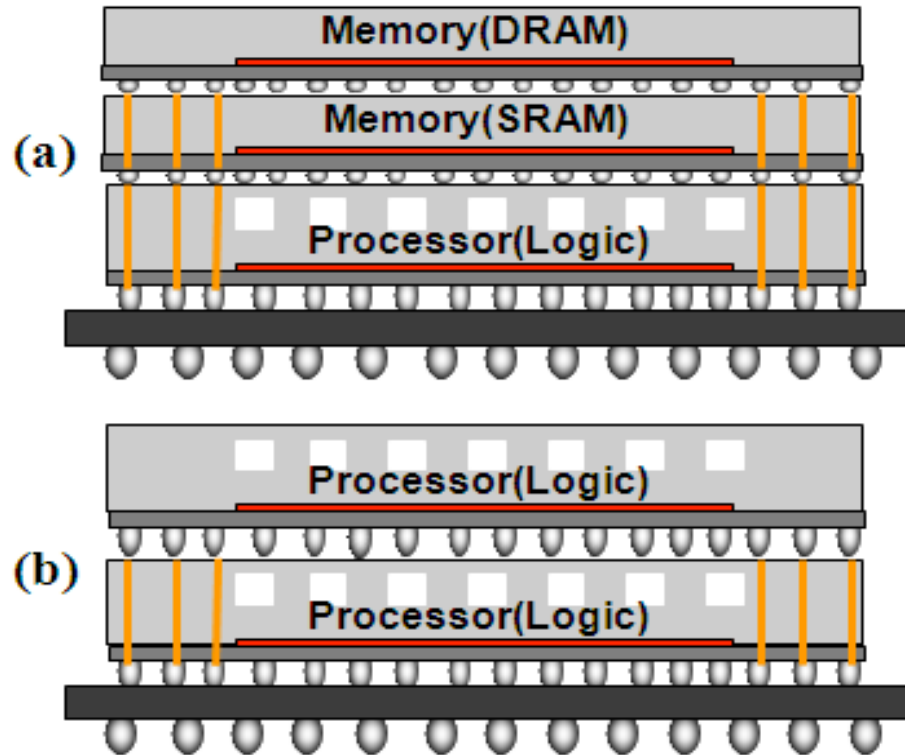 Memory(DRAM)
Memory(SRAM)
(a)
Processor(Logic)
Processor(Logic)
(b)
Processor(Logic)